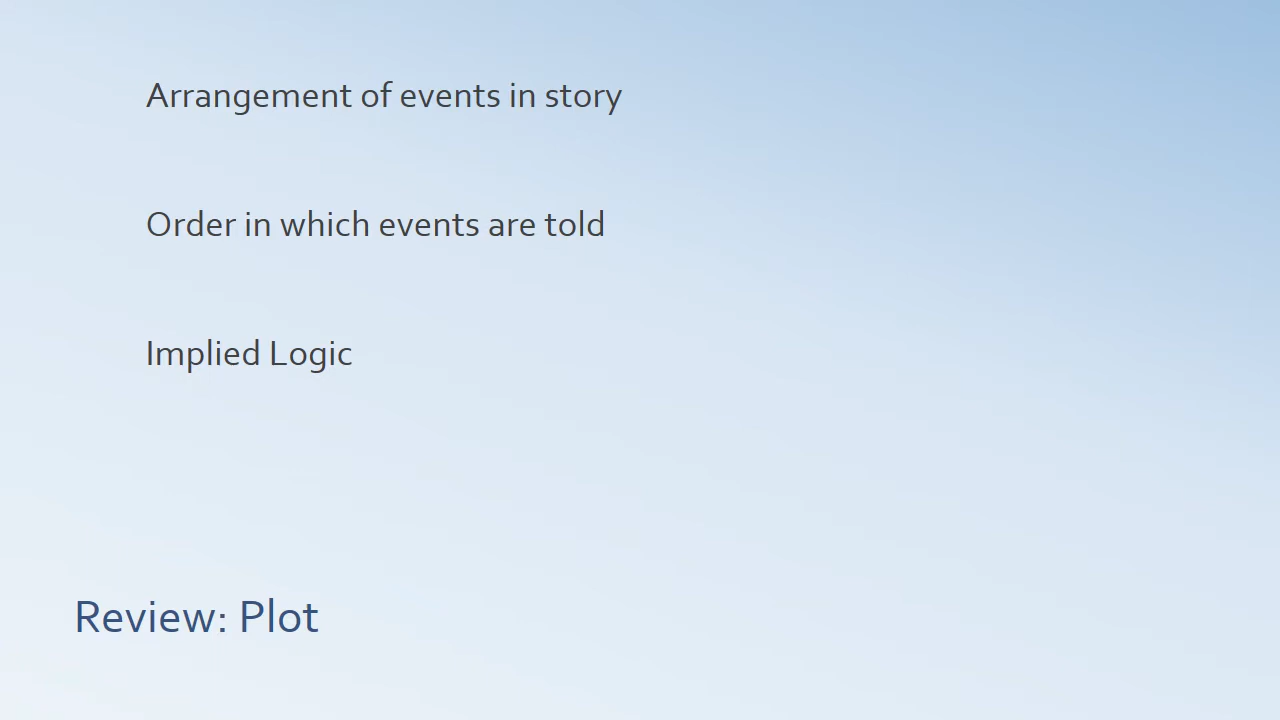 Arrangement of events in story
Order in which events are told
Implied Logic
Review: Plot